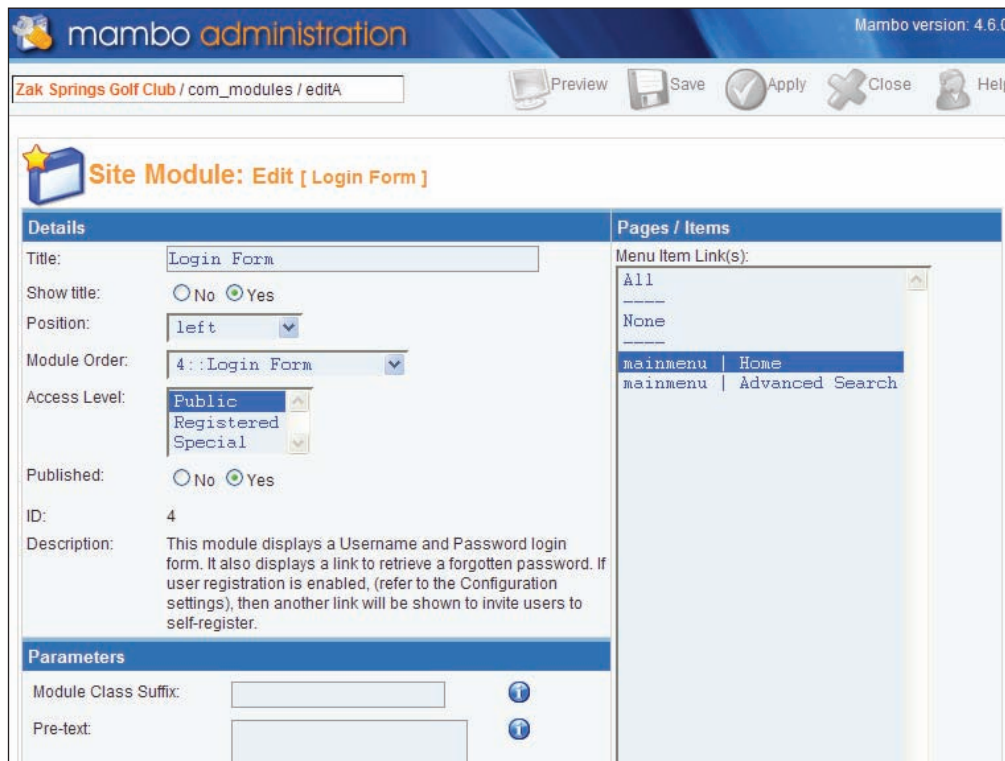 mambo administration
Mambo version: 4.6.0
Zak Springs Golf Club / com_modules / editA
Preview
Save
Apply
Close
Help
Site Module: Edit [ Login Form ]
Details
Title:
Login Form
Show title:
No Yes
Position:
left
Module Order:
4::Login Form
Access Level:
Public
Registered
Special
Published:
No Yes
ID:
4
Description:
This module displays a Username and Password login
form. It also displays a link to retrieve a forgotten password. If
user registration is enabled, (refer to the Configuration
settings), then another link will be shown to invite users to
self-register.
Parameters
Module Class Suffix:
Pre-text:
Pages / Items
Menu Item Link(s):
All
----
None
----
mainmenu | Home
mainmenu | Advanced Search